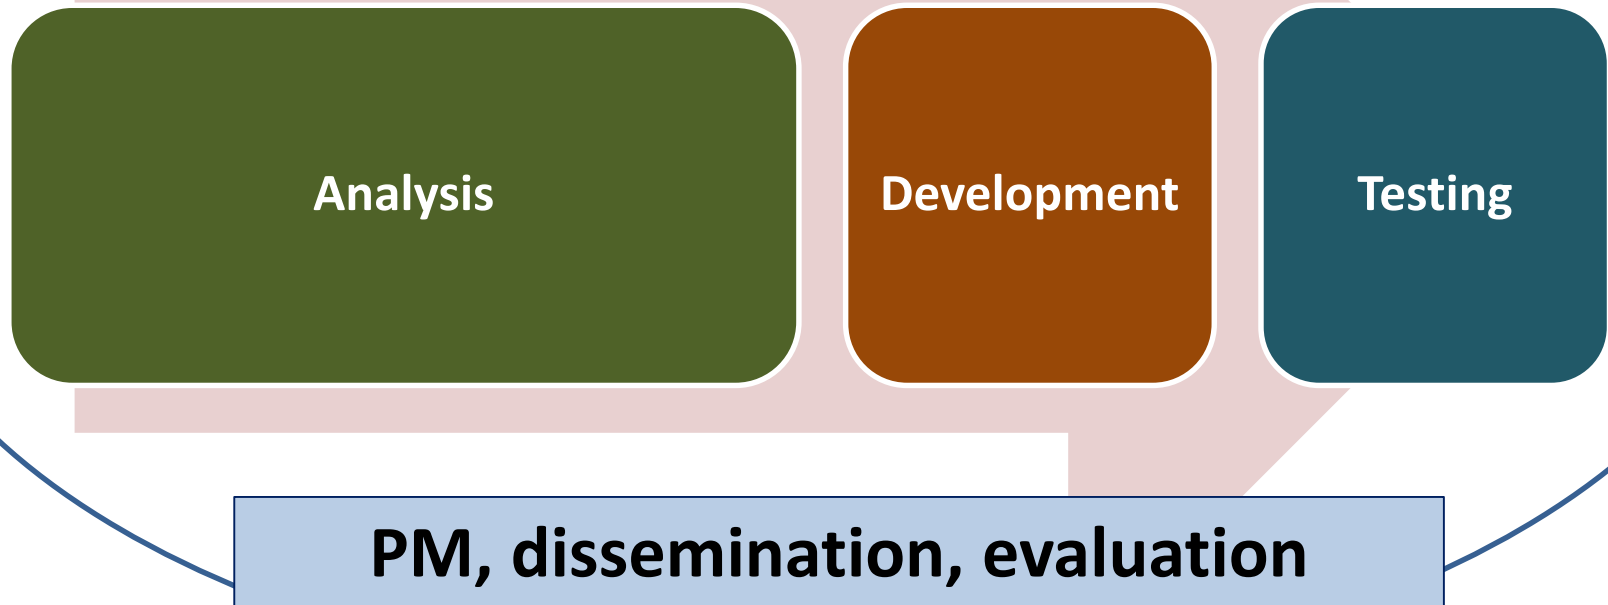 Analysis
Development
Testing
PM, dissemination, evaluation